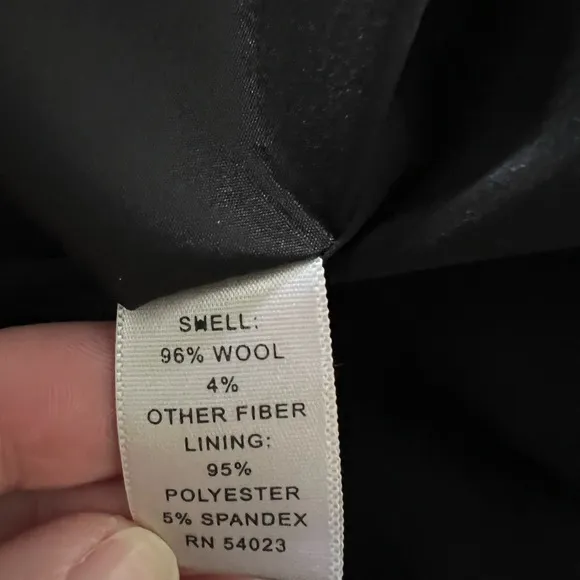 SHELL:
96% WOOL
4%
OTHER FIBER
LINING:
95%
POLYESTER
5% SPANDEX
RN 54023